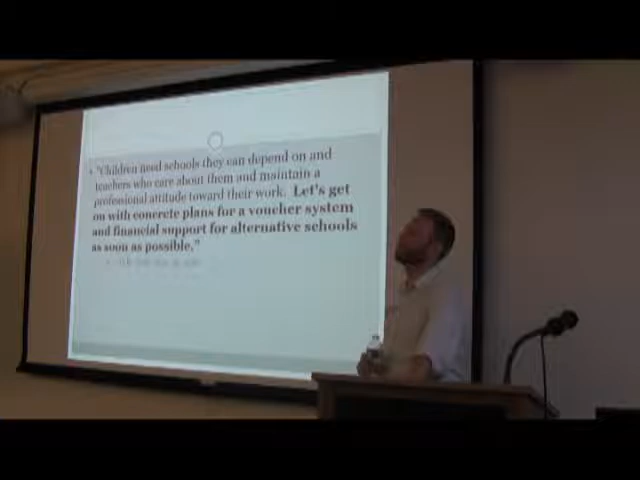 "Children need schools they can depend on and
teachers who care about them and maintain a
professional attitude toward their work. Let's get
on with concrete plans for a voucher system
and financial support for alternative schools
as soon as possible."